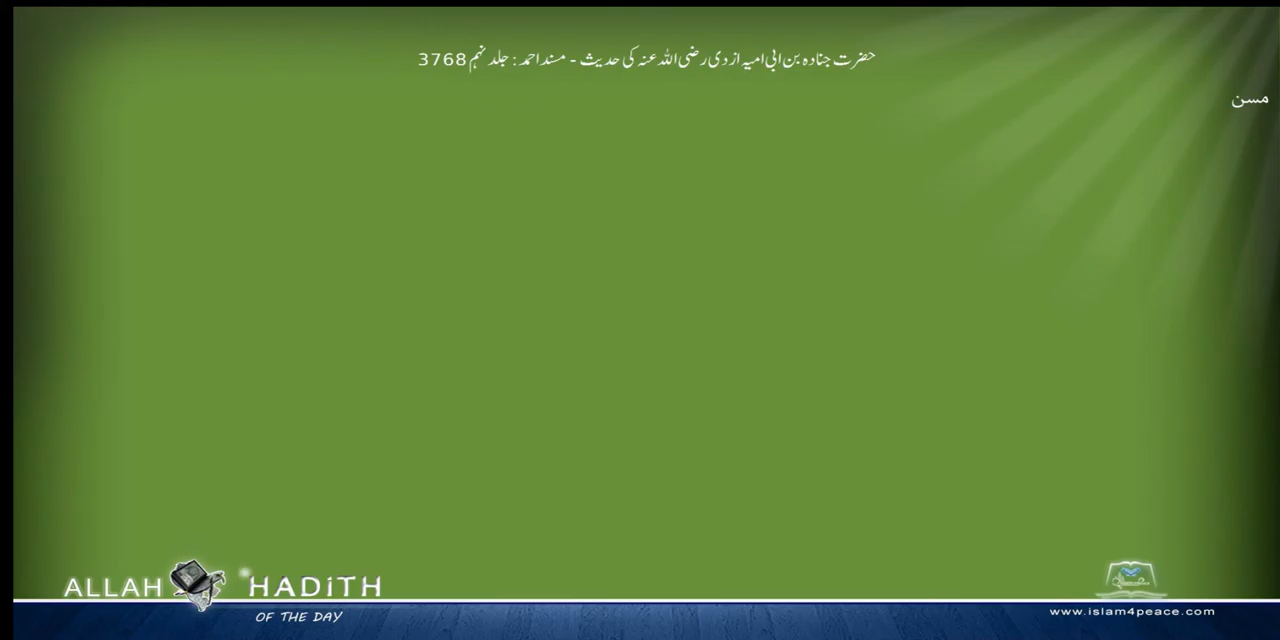 حضرت جنادہ بن ابی امیہ ازدی رضی اللہ عنہ کی حدیث - مسند احمد : جلد نہم 3768
مسن
ALLAH HADITH
OF THE DAY
www.islam4peace.com